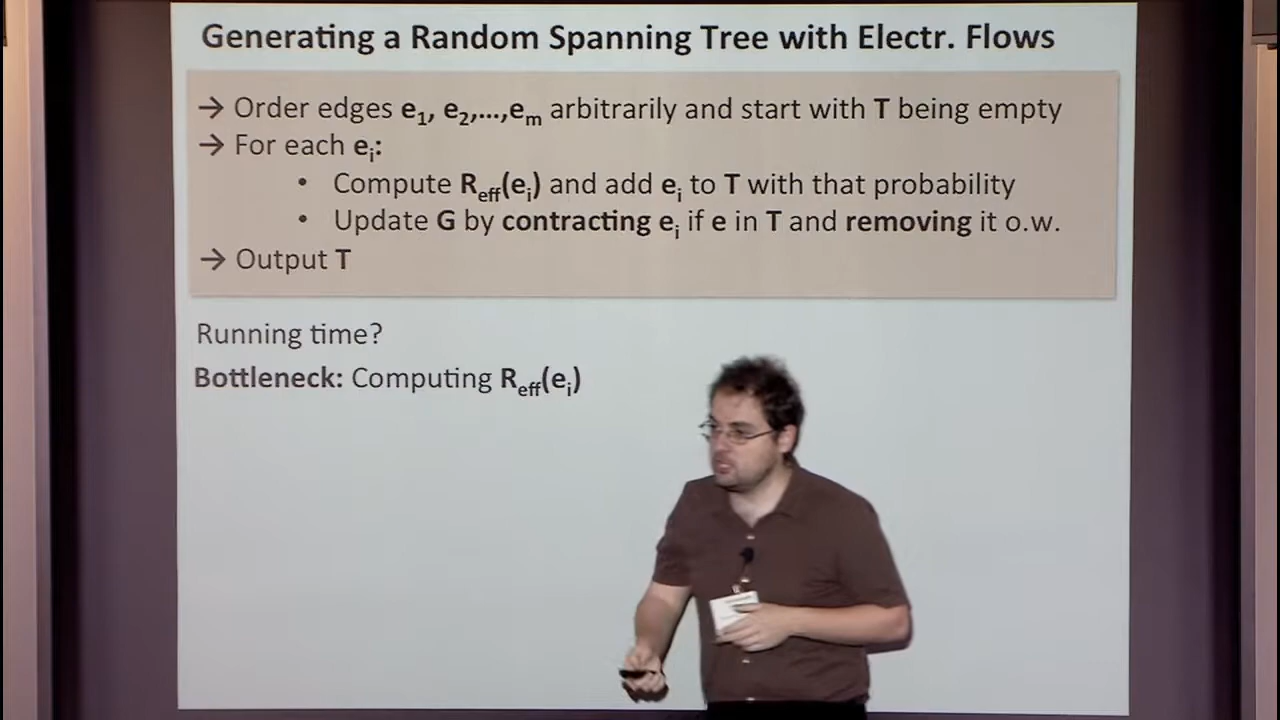 Generating a Random Spanning Tree with Electr. Flows
→ Order edges e₁, e₂,...,eₘ arbitrarily and start with T being empty
→ For each eᵢ:
• Compute Rₑff(eᵢ) and add eᵢ to T with that probability
• Update G by contracting eᵢ if e in T and removing it o.w.
→ Output T
Running time?
Bottleneck: Computing Rₑff(eᵢ)